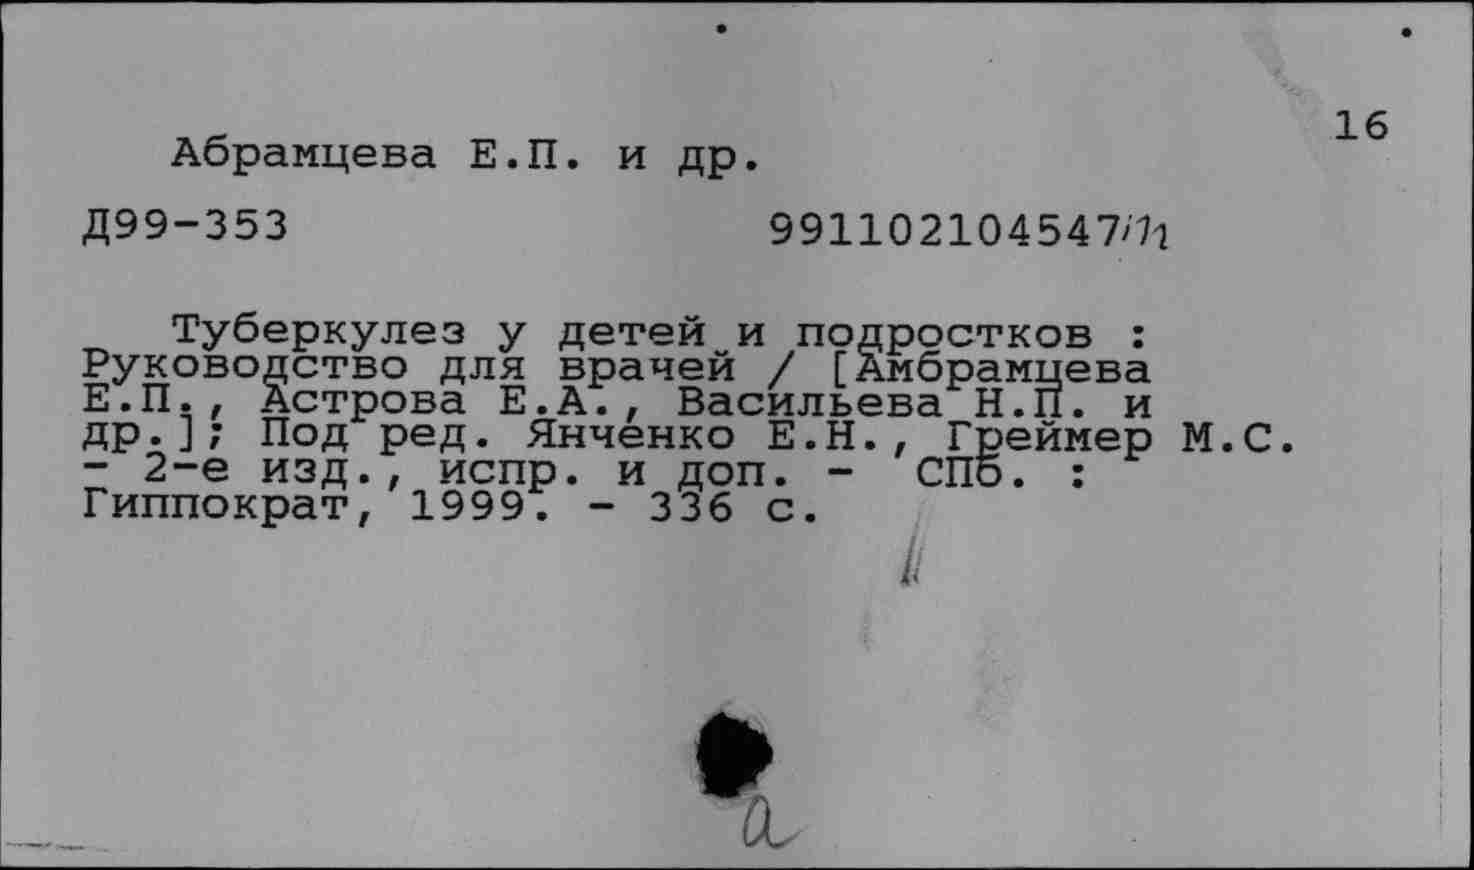 16
Абрамцева Е.П. и др.
Д99-353 991102104547
Туберкулез у детей и подростков :
Руководство для врачей / [Амбрамцева
Е.П., Астрова Е.А., Васильева Н.П. и
др.]; Под ред. Янченко Е.Н., Греймер М.С.
- 2-е изд., испр. и доп. - СПб. :
Гиппократ, 1999. - 336 с.
а